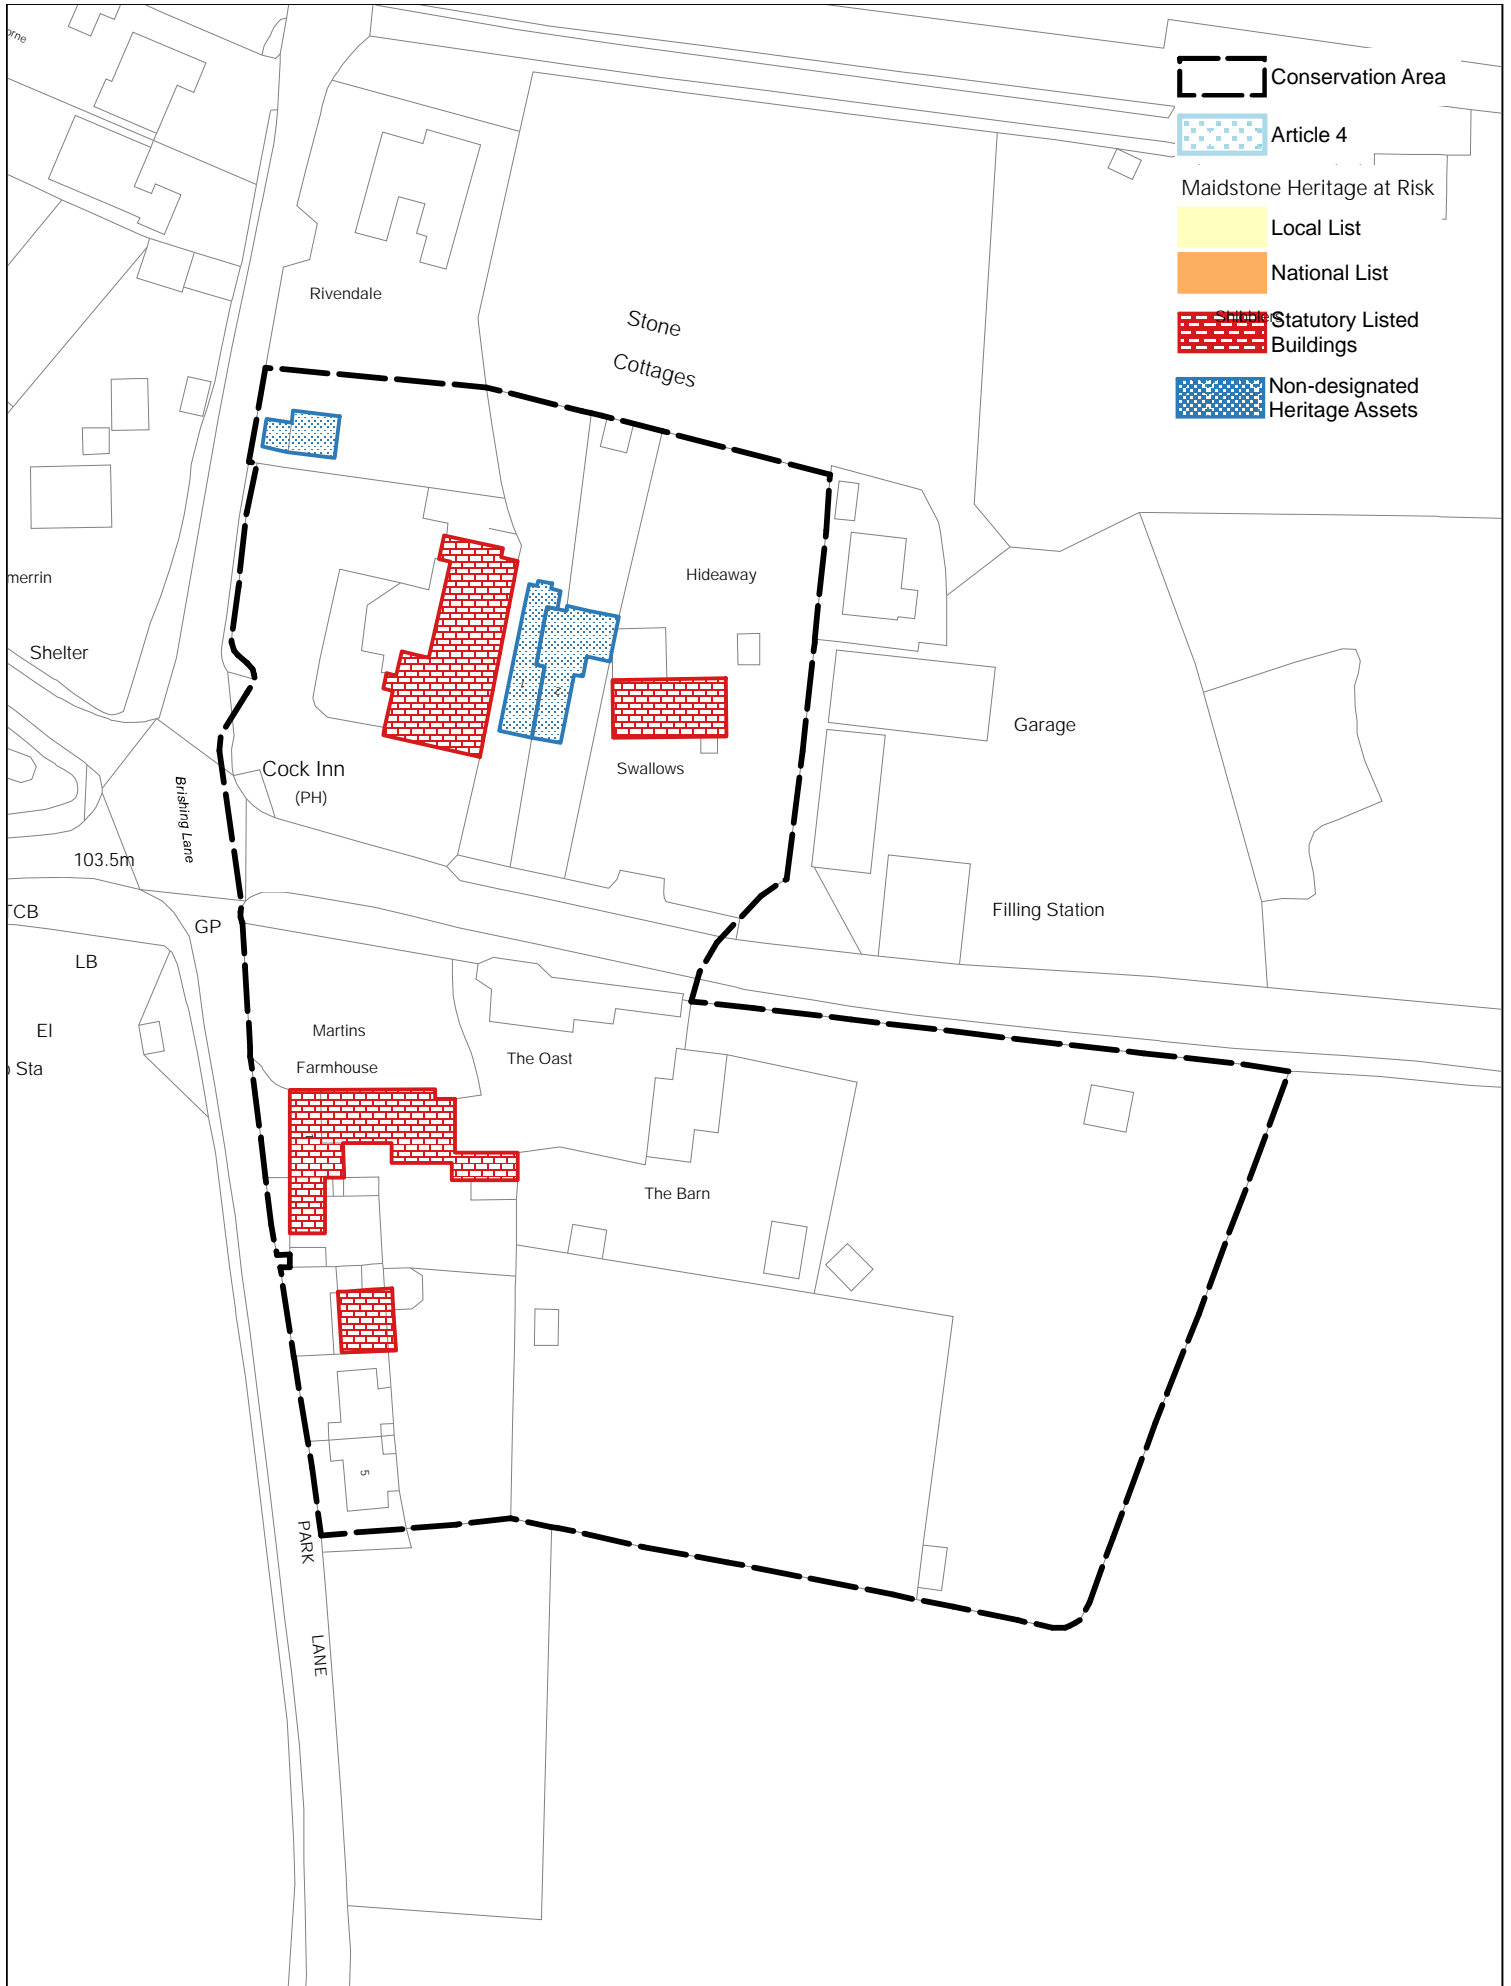 Conservation Area
Article 4
Maidstone Heritage at Risk
Local List
National List
Shibblers
Statutory Listed
Buildings
Non-designated
Heritage Assets
Rivendale
Stone
Cottages
merrin
Hideaway
Shelter
Garage
Cock Inn
(PH)
Swallows
Brishing Lane
103.5m
TCB
GP
Filling Station
LB
El
Sta
Martins
Farmhouse
The Oast
The Barn
5
PARK
LANE